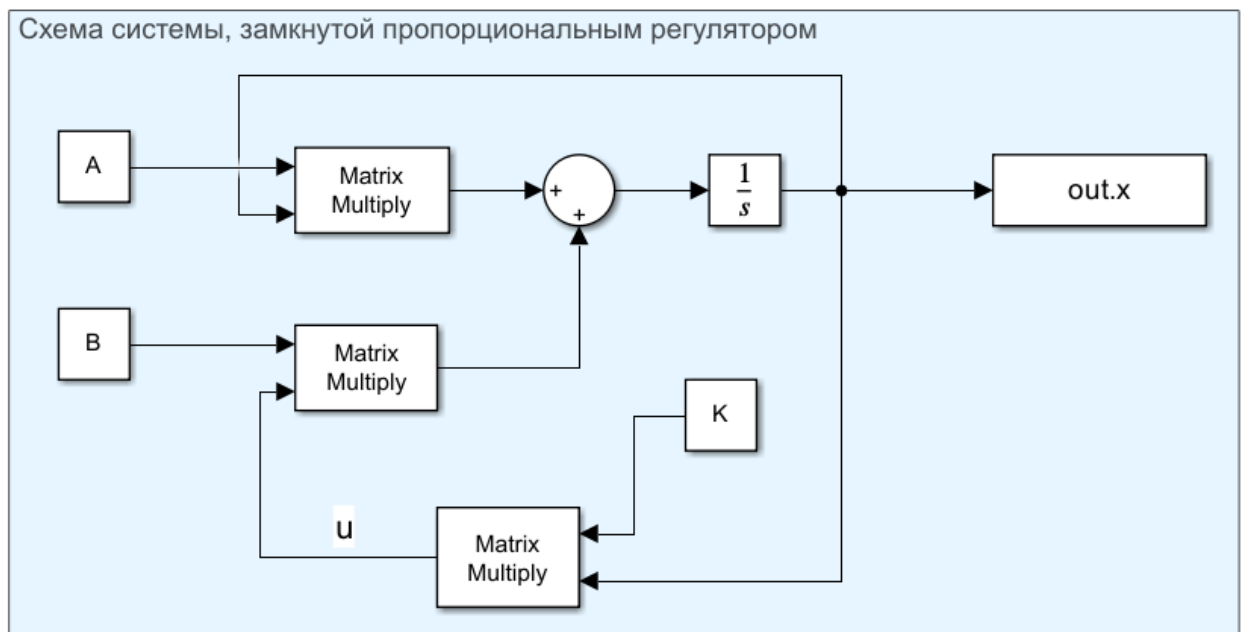 Схема системы, замкнутой пропорциональным регулятором
A
Matrix
Multiply
+
+
1
s
out.x
B
Matrix
Multiply
K
u
Matrix
Multiply